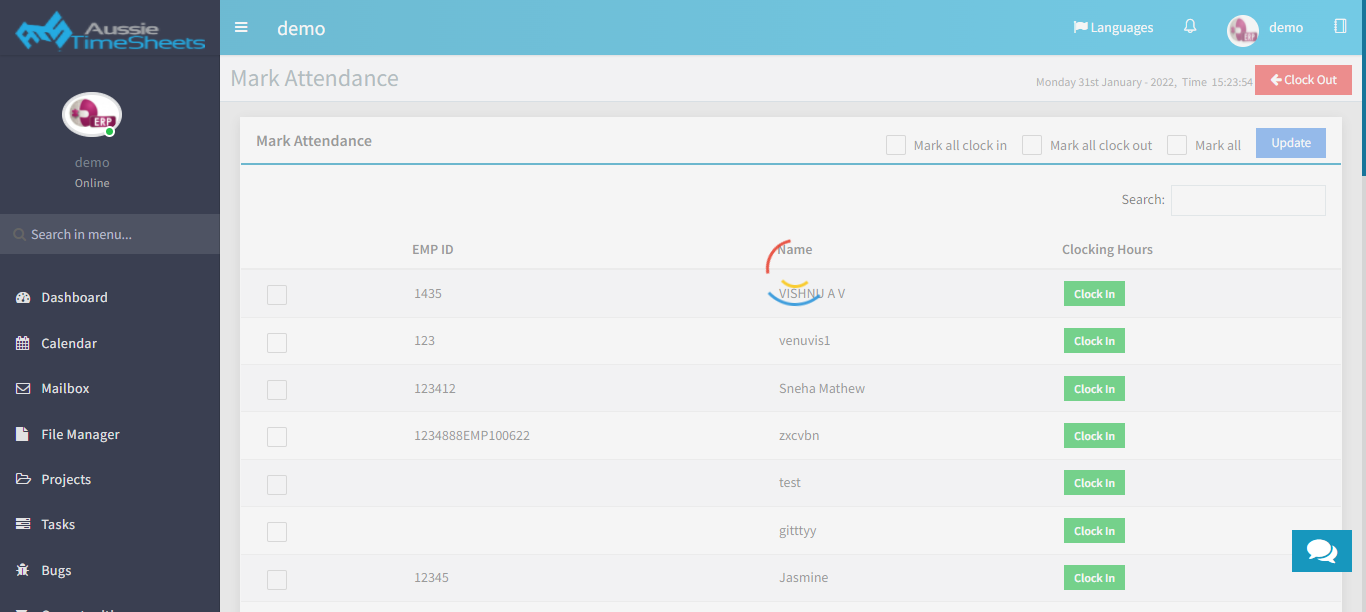 Aussie
TimeSheets
demo
Languages
demo
Mark Attendance
Monday 31st January - 2022, Time 15:23:54
Clock Out
ERP
demo
Online
Search in menu...
Dashboard
Calendar
Mailbox
File Manager
Projects
Tasks
Bugs
Mark Attendance
Mark all clock in
Mark all clock out
Mark all
Update
Search:
EMP ID Name Clocking Hours
1435 VISHNU A V Clock In
123 venuvis1 Clock In
123412 Sneha Mathew Clock In
1234888EMP100622 zxcvbn Clock In
test Clock In
gitttyy Clock In
12345 Jasmine Clock In